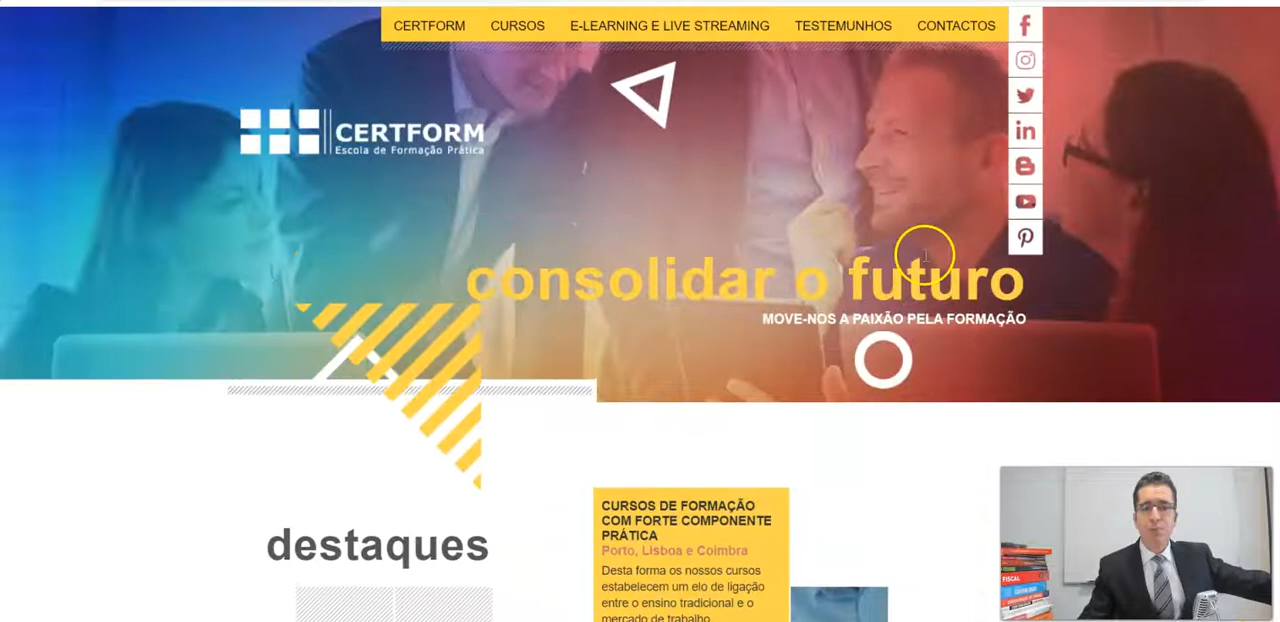 CERTFORM CURSOS E-LEARNING E LIVE STREAMING TESTEMUNHOS CONTACTOS
CERTFORM
Escola de Formação Prática
consolidar o futuro
MOVE-NOS A PAIXÃO PELA FORMAÇÃO
destaques
CURSOS DE FORMAÇÃO
COM FORTE COMPONENTE
PRÁTICA
Porto, Lisboa e Coimbra
Desta forma os nossos cursos
estabelecem um elo de ligação
entre o ensino tradicional e o
mercado de trabalho
FISCAL